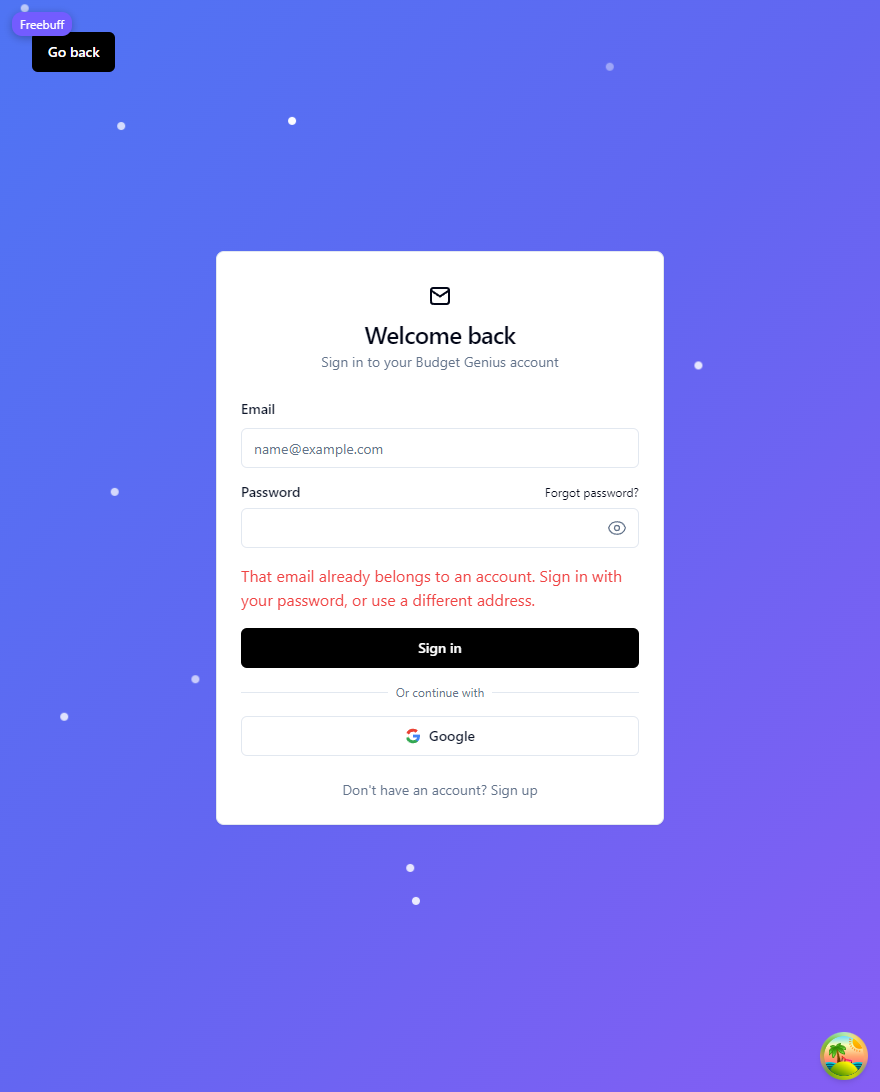 Freebuff
Go back
Welcome back
Sign in to your Budget Genius account
Email
name@example.com
Password Forgot password?
That email already belongs to an account. Sign in with
your password, or use a different address.
Sign in
Or continue with
Google
Don't have an account? Sign up